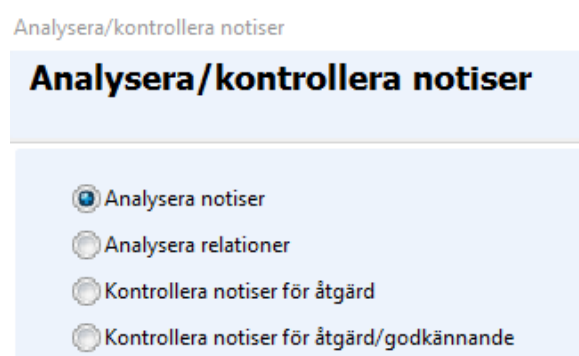 Analysera/kontrollera notiser
Analysera/kontrollera notiser
Analysera notiser
Analysera relationer
Kontrollera notiser för åtgärd
Kontrollera notiser för åtgärd/godkännande